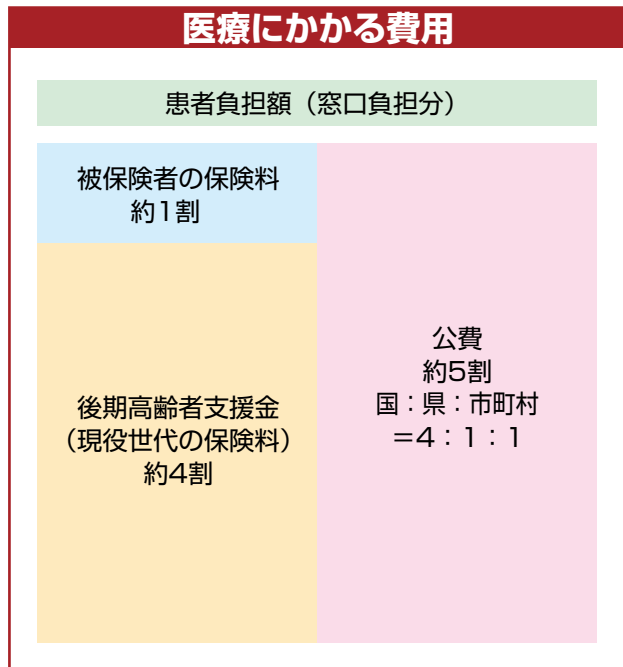 医療にかかる費用
患者負担額（窓口負担分）
被保険者の保険料
約1割
後期高齢者支援金
（現役世代の保険料）
約4割
公費
約5割
国：県：市町村
＝4：1：1